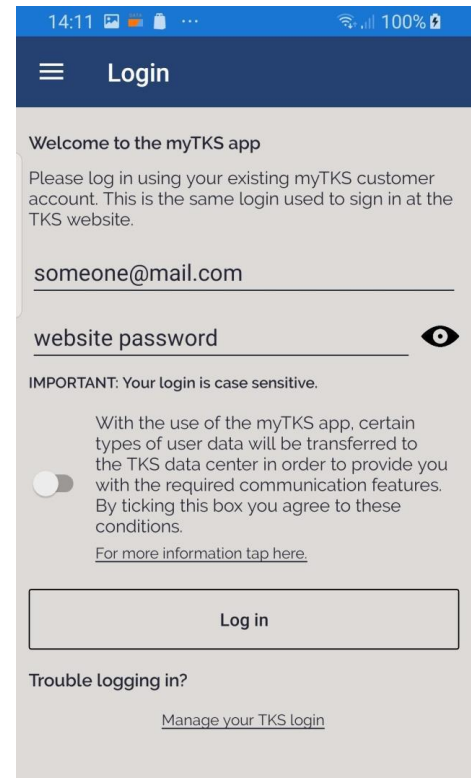 14:11 ... 100%
Login
Welcome to the myTKS app
Please log in using your existing myTKS customer
account. This is the same login used to sign in at the
TKS website.
someone@mail.com
website password
IMPORTANT: Your login is case sensitive.
With the use of the myTKS app, certain
types of user data will be transferred to
the TKS data center in order to provide you
with the required communication features.
By ticking this box you agree to these
conditions.
For more information tap here.
Log in
Trouble logging in?
Manage your TKS login